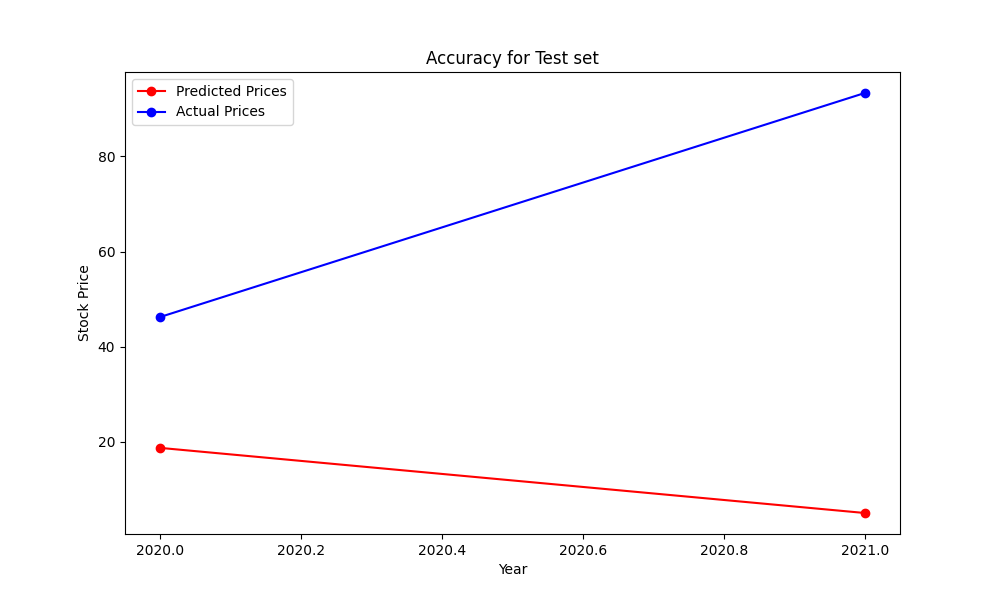 Accuracy for Test set
Predicted Prices
Actual Prices
80
60
40
20
Stock Price
2020.0 2020.2 2020.4 2020.6 2020.8 2021.0
Year